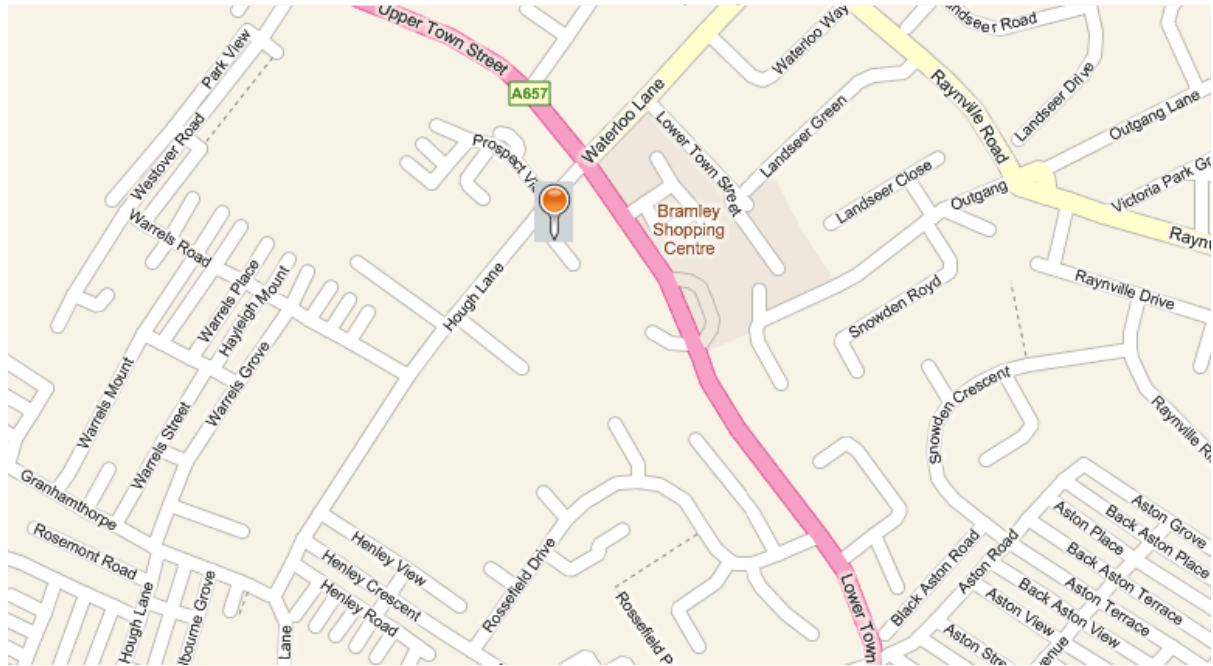 Upper Town Street
Waterloo Way
Landseer Road
Park View
Raynville Road
Landseer Drive
A657
Waterloo Lane
Outgang Lane
Lower Town Street
Landseer Green
Prospect
Westover Road
Landseer Close
Victoria Park
Outgang
Bramley
Shopping
Centre
Warrels Road
Warrels Place
Hayleigh Mount
Hough Lane
Snowden Royd
Raynville Drive
Warrels Grove
Warrels Mount
Warrels Street
Snowden Crescent
Raynville
Granhamthorpe
Rosemont Road
Henley View
Henley Crescent
Henley Road
Rossefield Drive
Rossefield
Aston Grove
Back Aston Place
Aston Place
Back Aston Terrace
Aston Road
Black Aston Road
Aston Terrace
Back Aston View
Aston View
Lower Town
Hough Lane
Grove
Lane
Aston